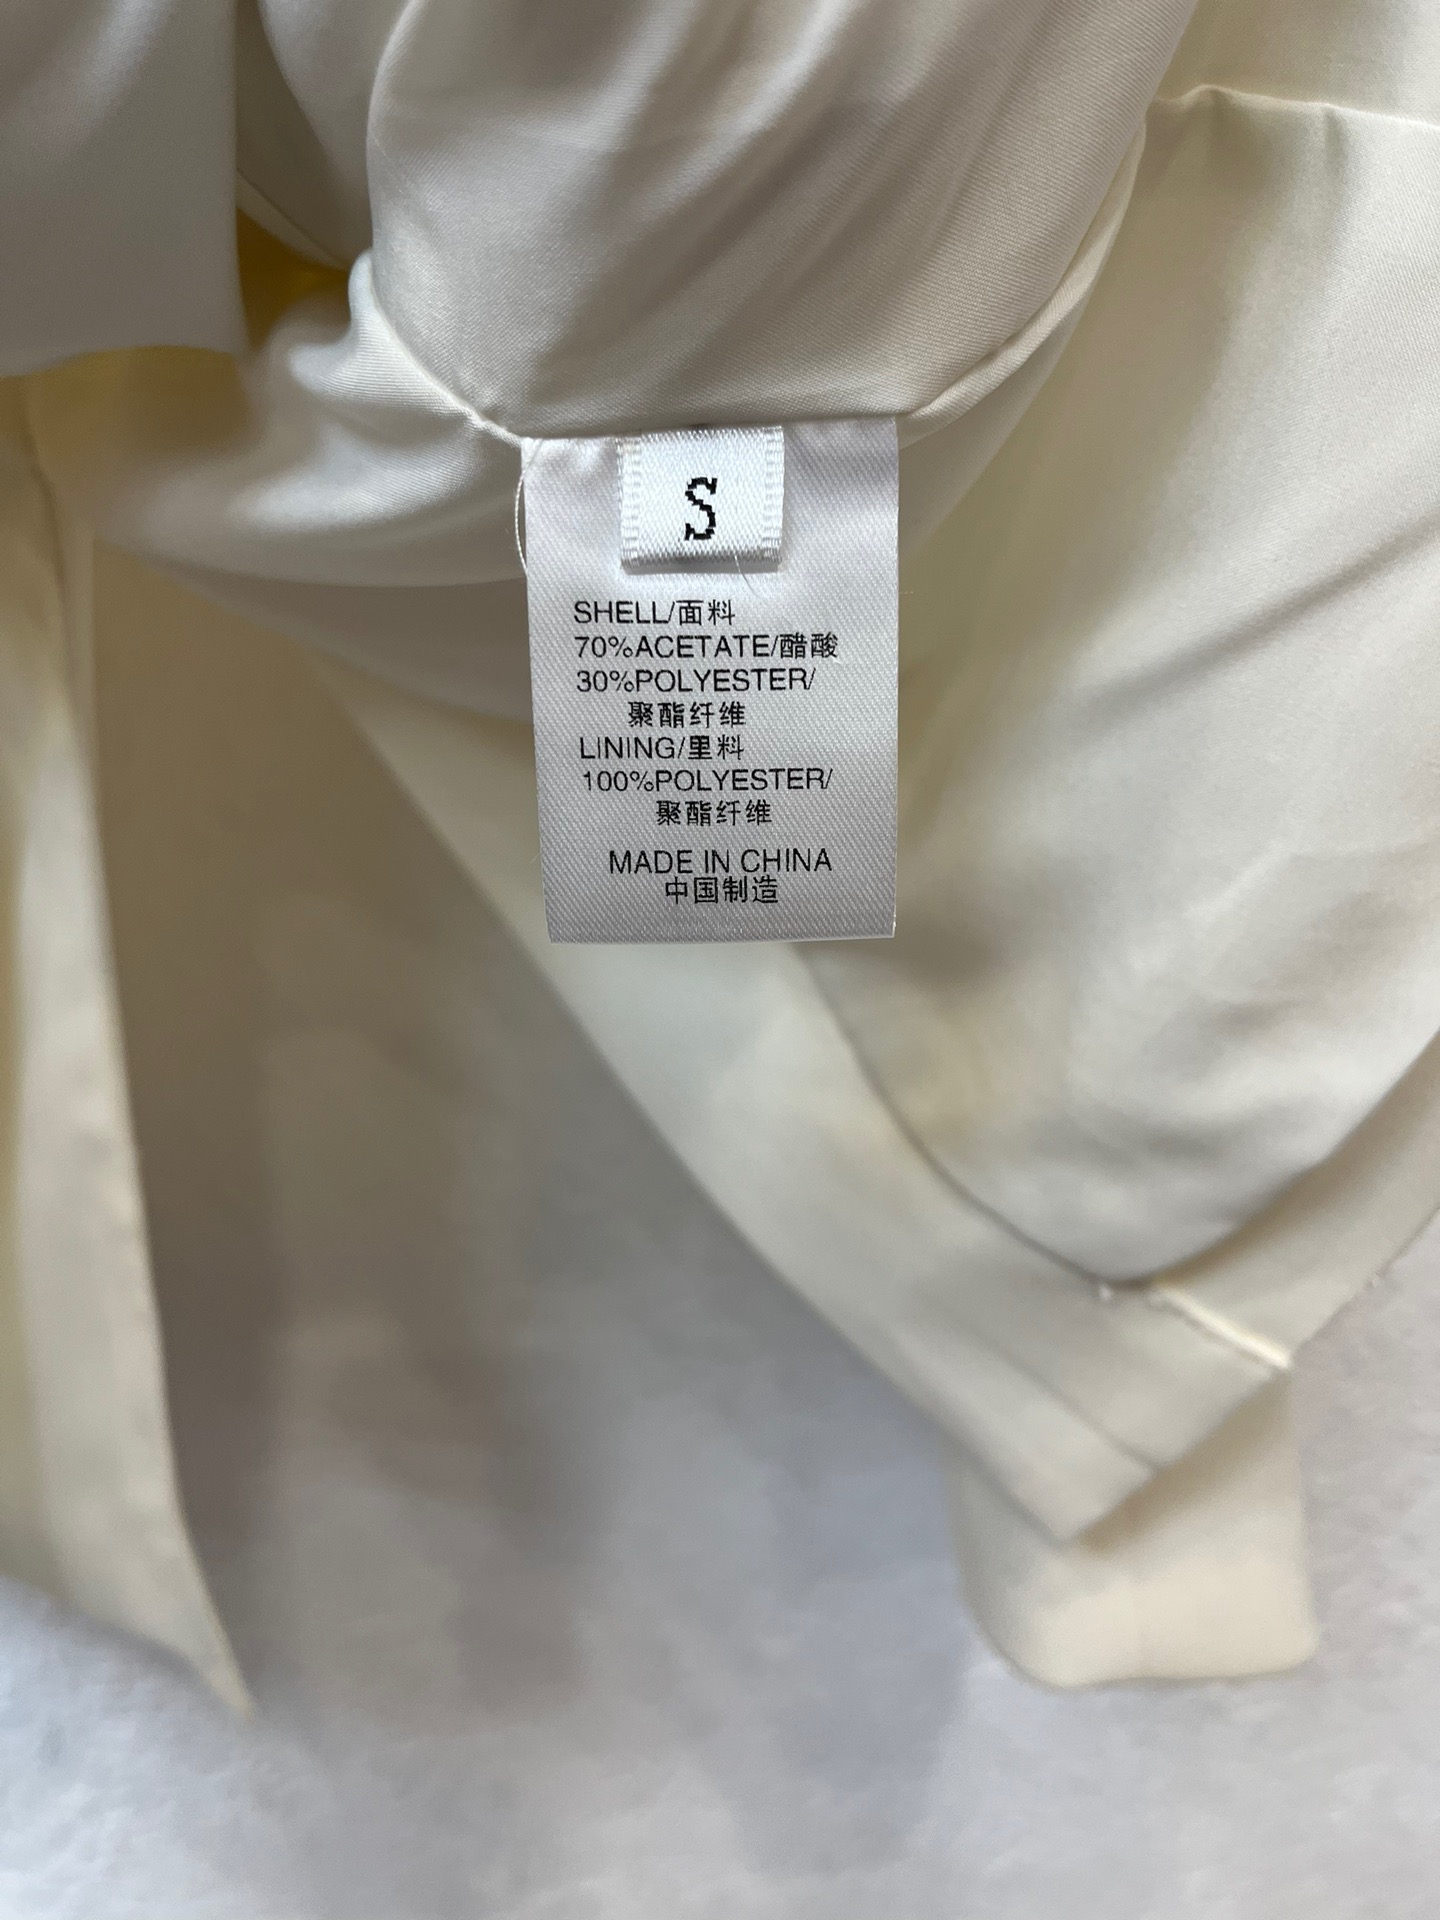 S
SHELL/面料
70%ACETATE/醋酸
30%POLYESTER/
聚酯纤维
LINING/里料
100%POLYESTER/
聚酯纤维
MADE IN CHINA
中国制造